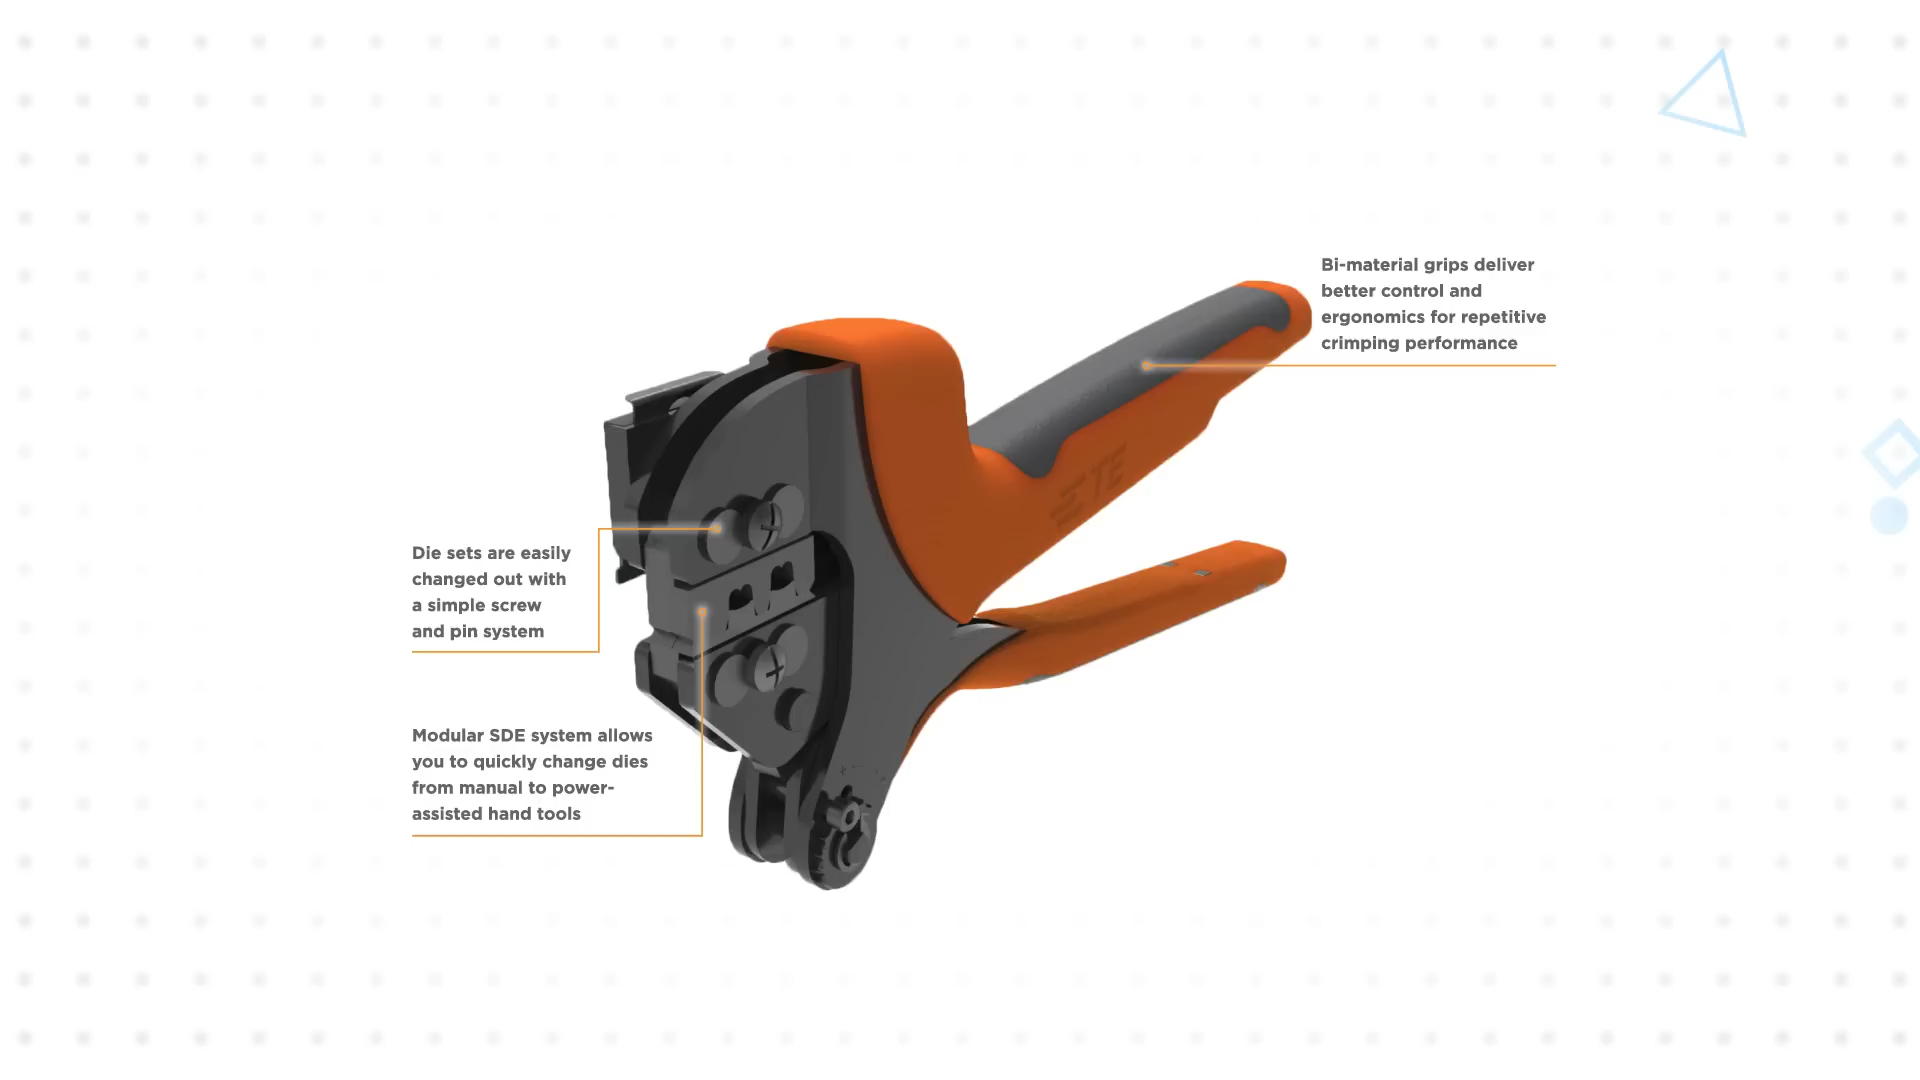 Bi-material grips deliver
better control and
ergonomics for repetitive
crimping performance
TE
Die sets are easily
changed out with
a simple screw
and pin system
Modular SDE system allows
you to quickly change dies
from manual to power-
assisted hand tools